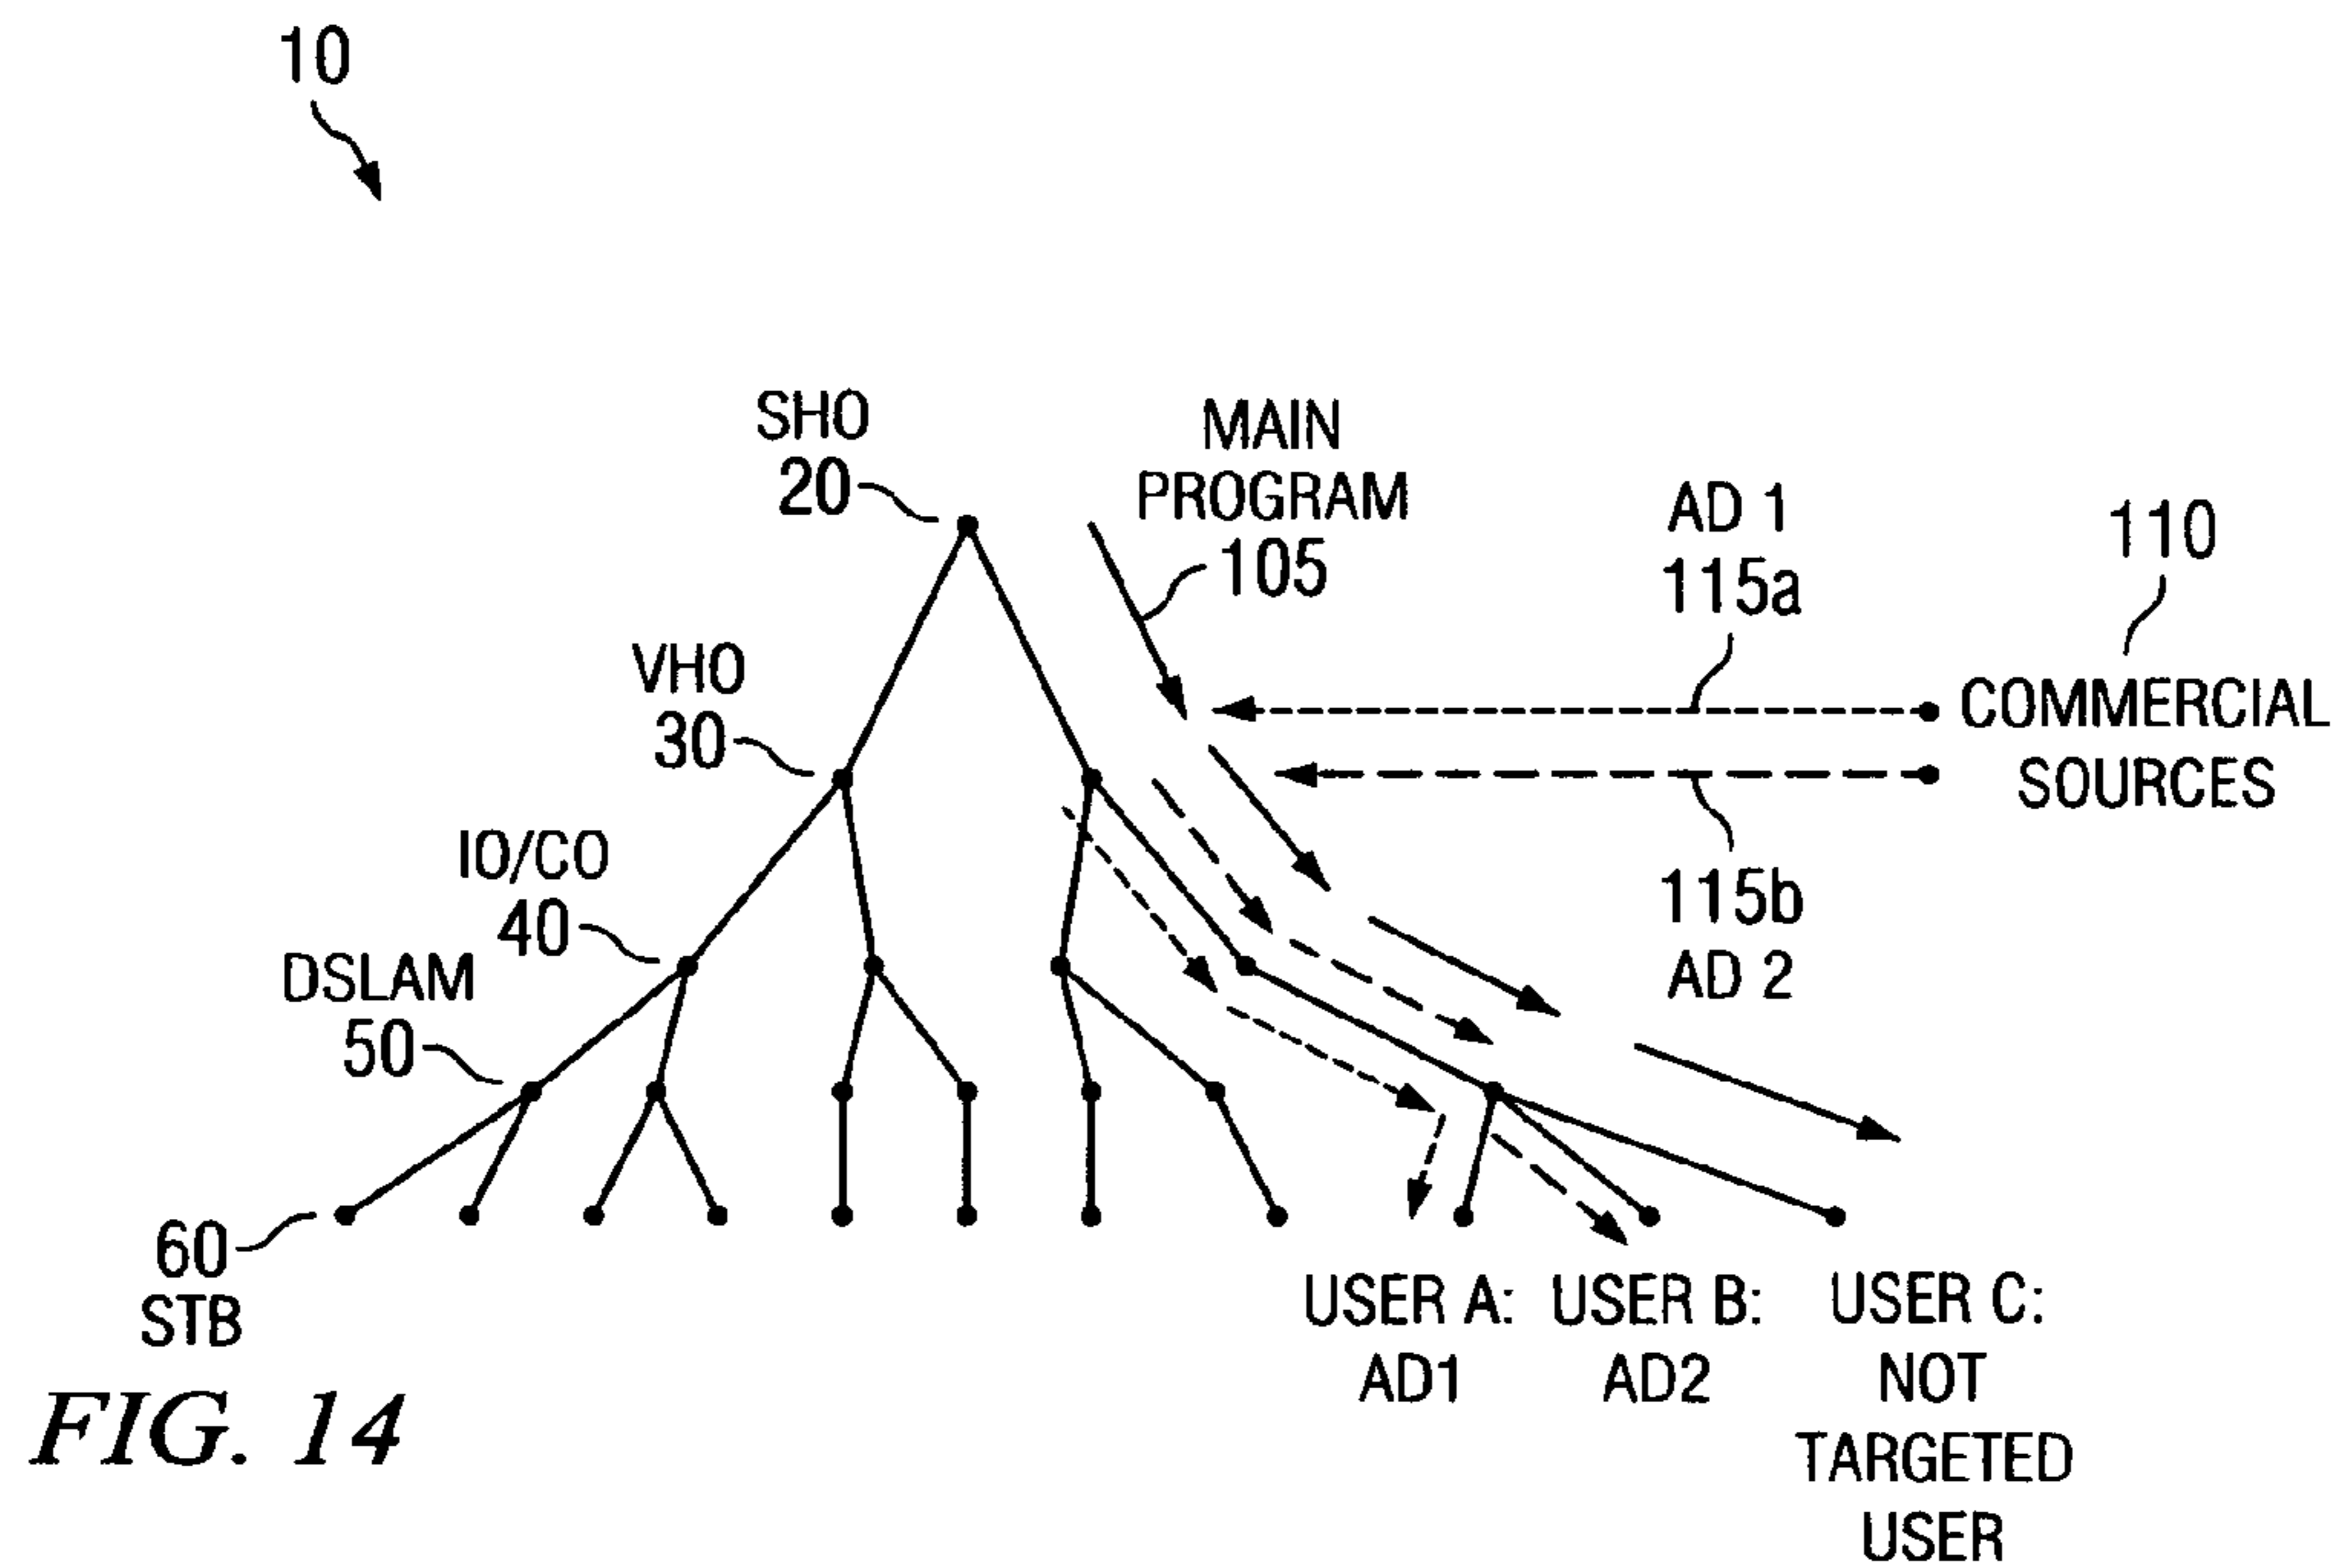 10
SHO
20
MAIN
PROGRAM
105
AD 1
115a
110
COMMERCIAL
SOURCES
VHO
30
115b
AD 2
IO/CO
40
DSLAM
50
60
STB
USER A:
AD1
USER B:
AD2
USER C:
NOT
TARGETED
USER
FIG. 14